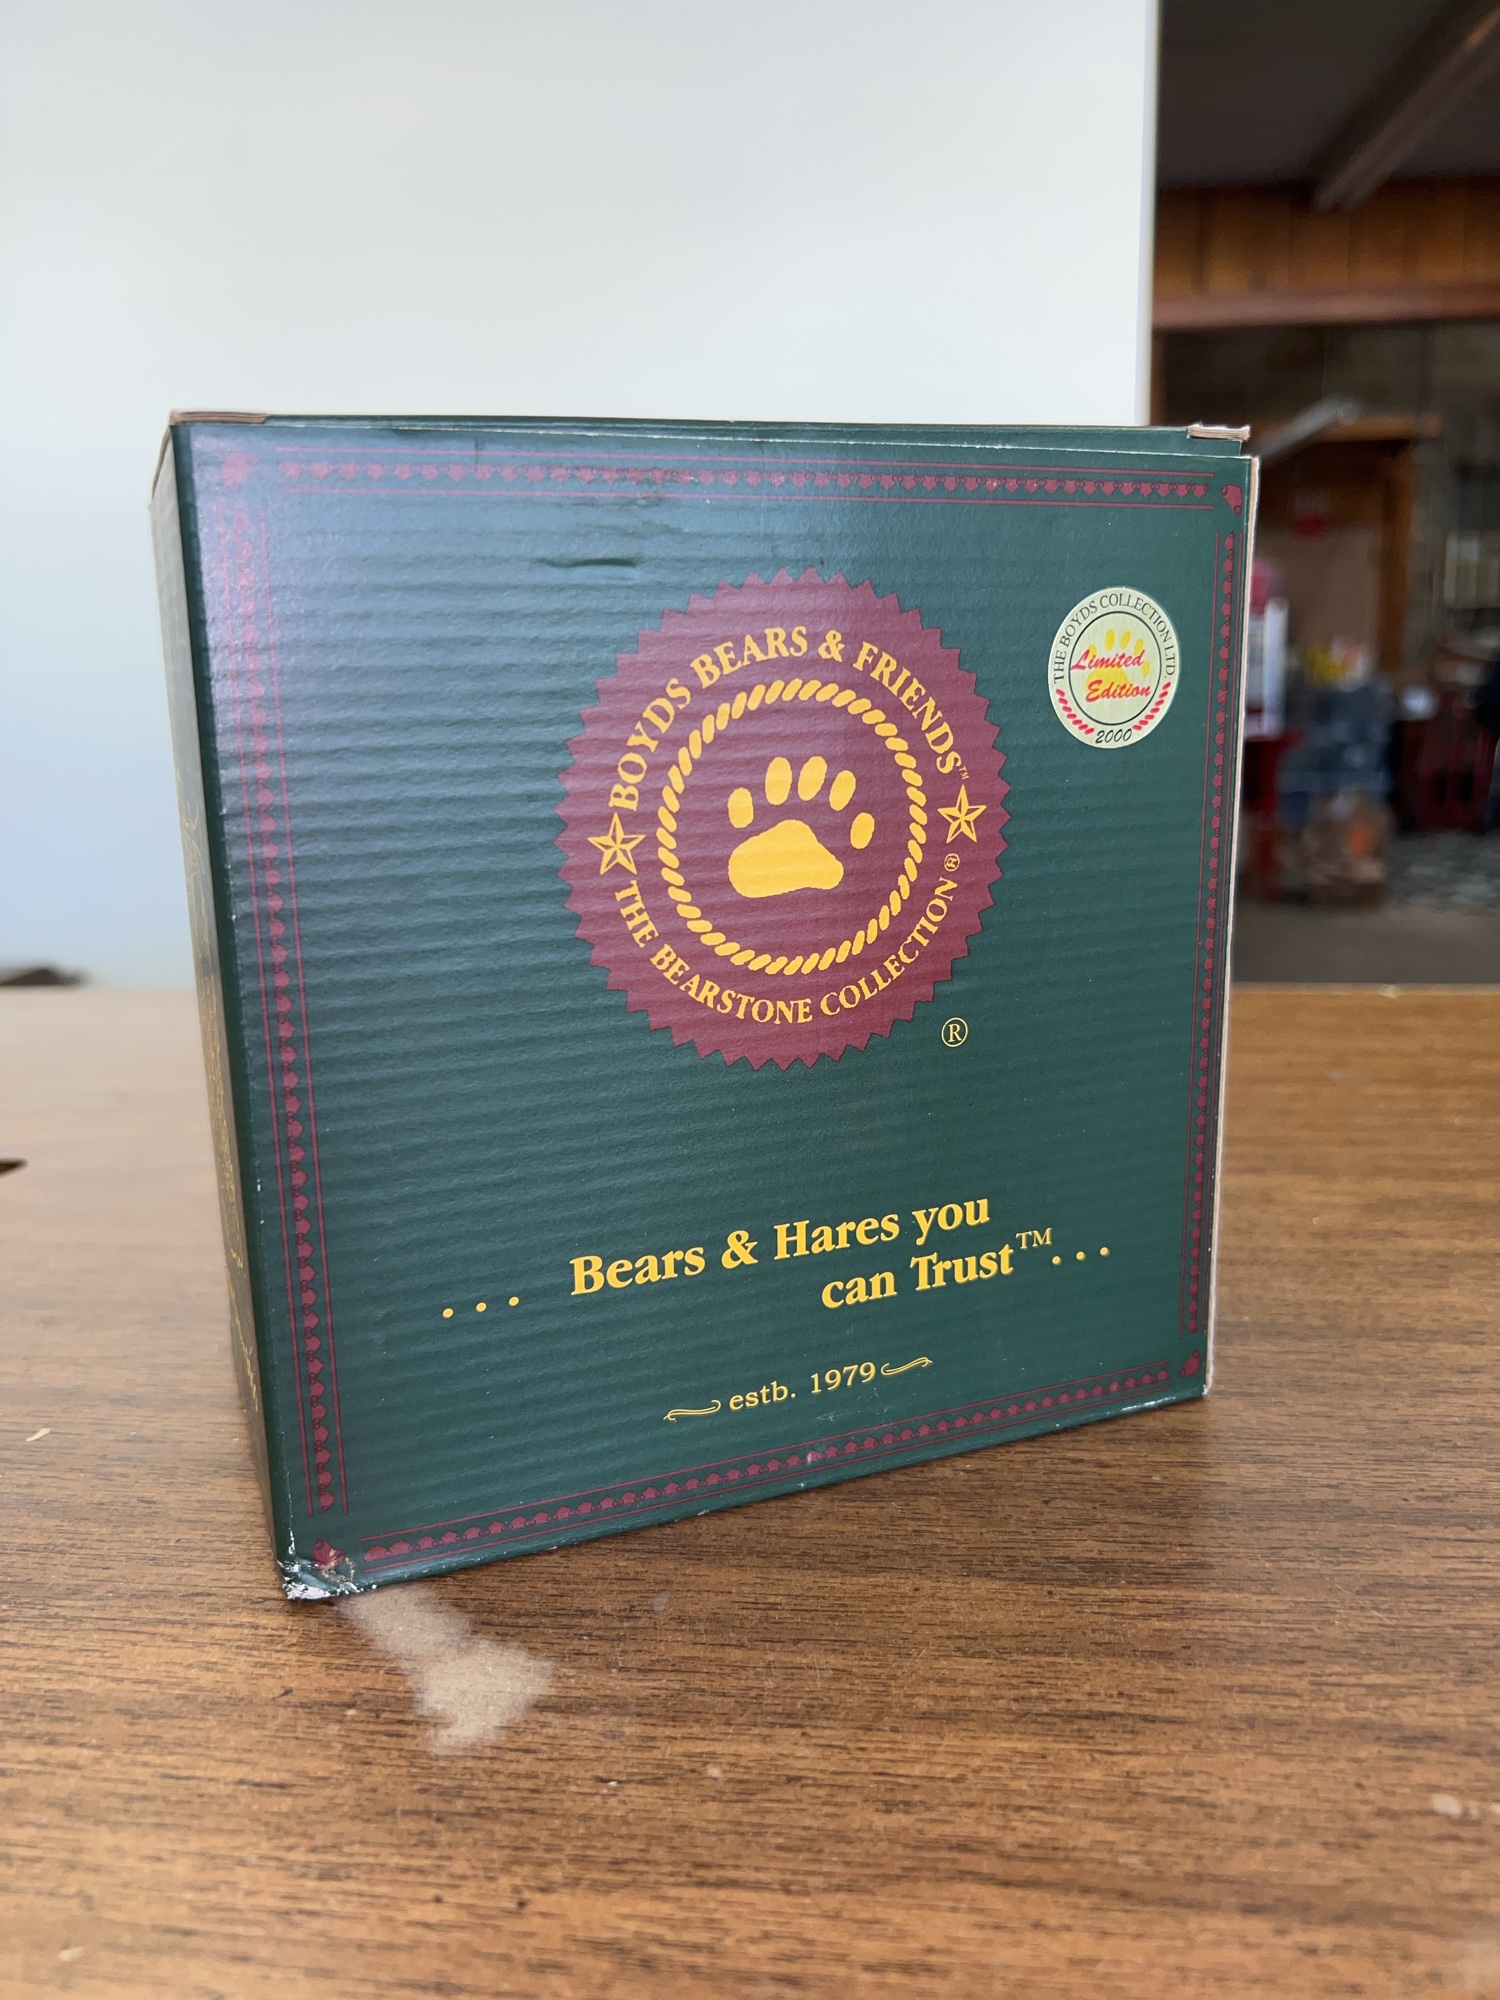 BOYDS BEARS & FRIENDS™
THE BEARSTONE COLLECTION®
®
THE BOYDS COLLECTION LTD.
Limited
Edition
2000
... Bears & Hares you
can Trust™...
estb. 1979